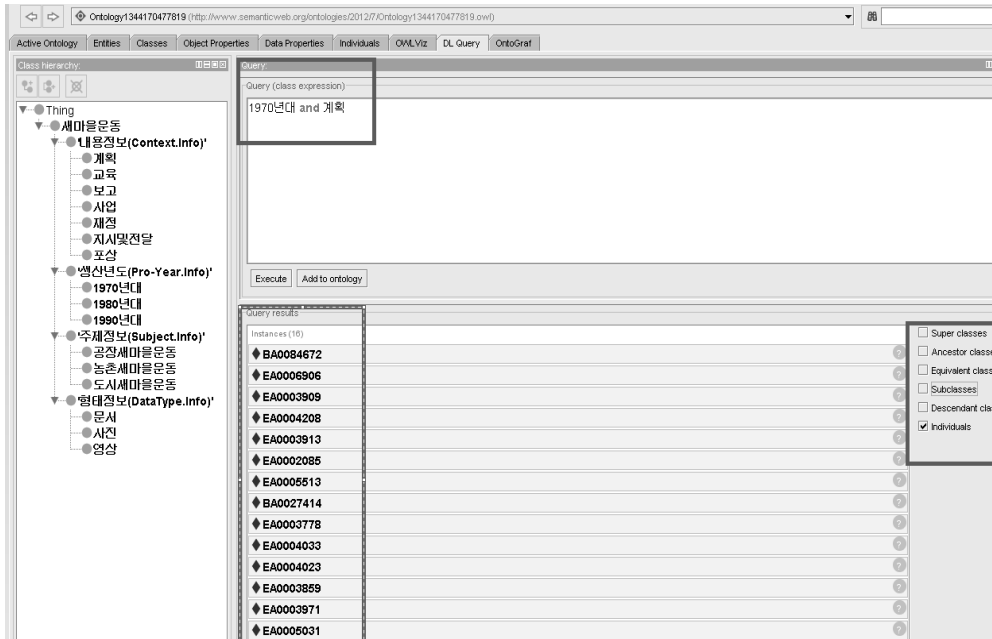 Ontology1344170477819 (http://www.semanticweb.org/ontologies/2012/7/Ontology1344170477819.owl)
Active Ontology Entities Classes Object Properties Data Properties Individuals OWLViz DL Query OntoGraf
Class hierarchy:
Thing
새마을운동
'내용정보(Context.Info)'
계획
교육
보고
사업
재정
지시및전달
포상
'생산년도(Pro-Year.Info)'
1970년대
1980년대
1990년대
'주제정보(Subject.Info)'
공장새마을운동
농촌새마을운동
도시새마을운동
'형태정보(DataType.Info)'
문서
사진
영상
Query:
Query (class expression)
1970년대 and 계획
Execute Add to ontology
Query results
Instances (16)
BA0084672
EA0006906
EA0003909
EA0004208
EA0003913
EA0002085
EA0005513
BA0027414
EA0003778
EA0004033
EA0004023
EA0003859
EA0003971
EA0005031
Super classes
Ancestor classe
Equivalent class
Subclasses
Descendant cla
Individuals